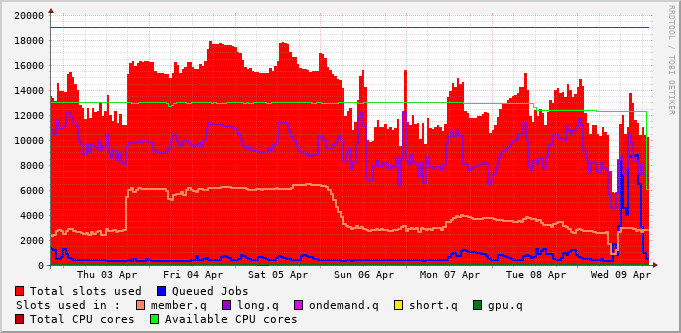 20000
18000
16000
14000
12000
10000
8000
6000
4000
2000
0
Thu 03 Apr Fri 04 Apr Sat 05 Apr Sun 06 Apr Mon 07 Apr Tue 08 Apr Wed 09 Apr
Total slots used Queued Jobs
Slots used in : member.q long.q ondemand.q short.q gpu.q
Total CPU cores Available CPU cores
RRDTOOL / TOBI OETIKER